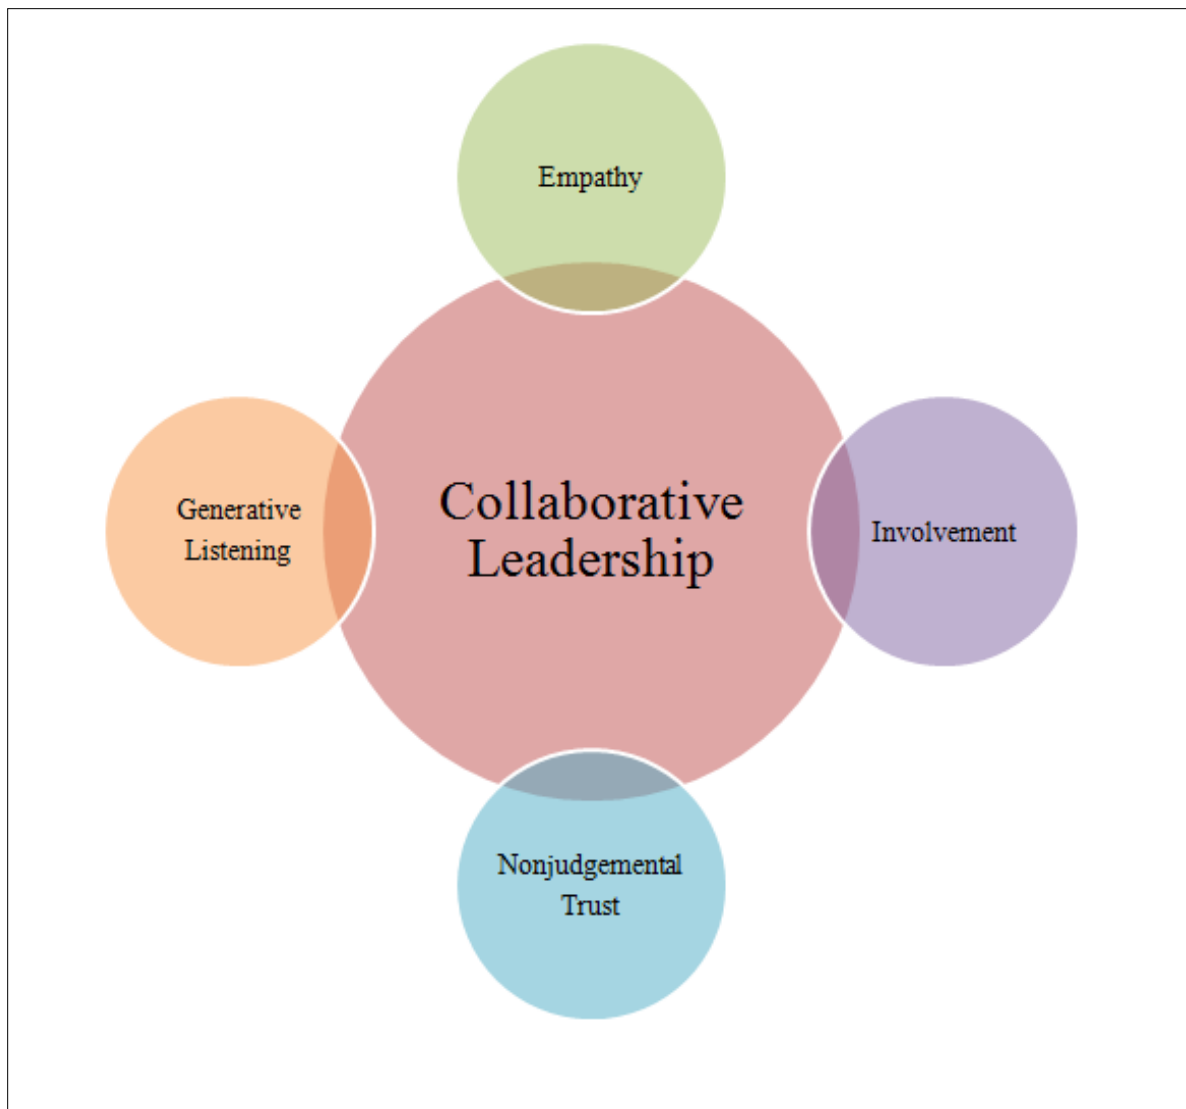 Empathy
Generative
Listening
Collaborative
Leadership
Involvement
Nonjudgemental
Trust